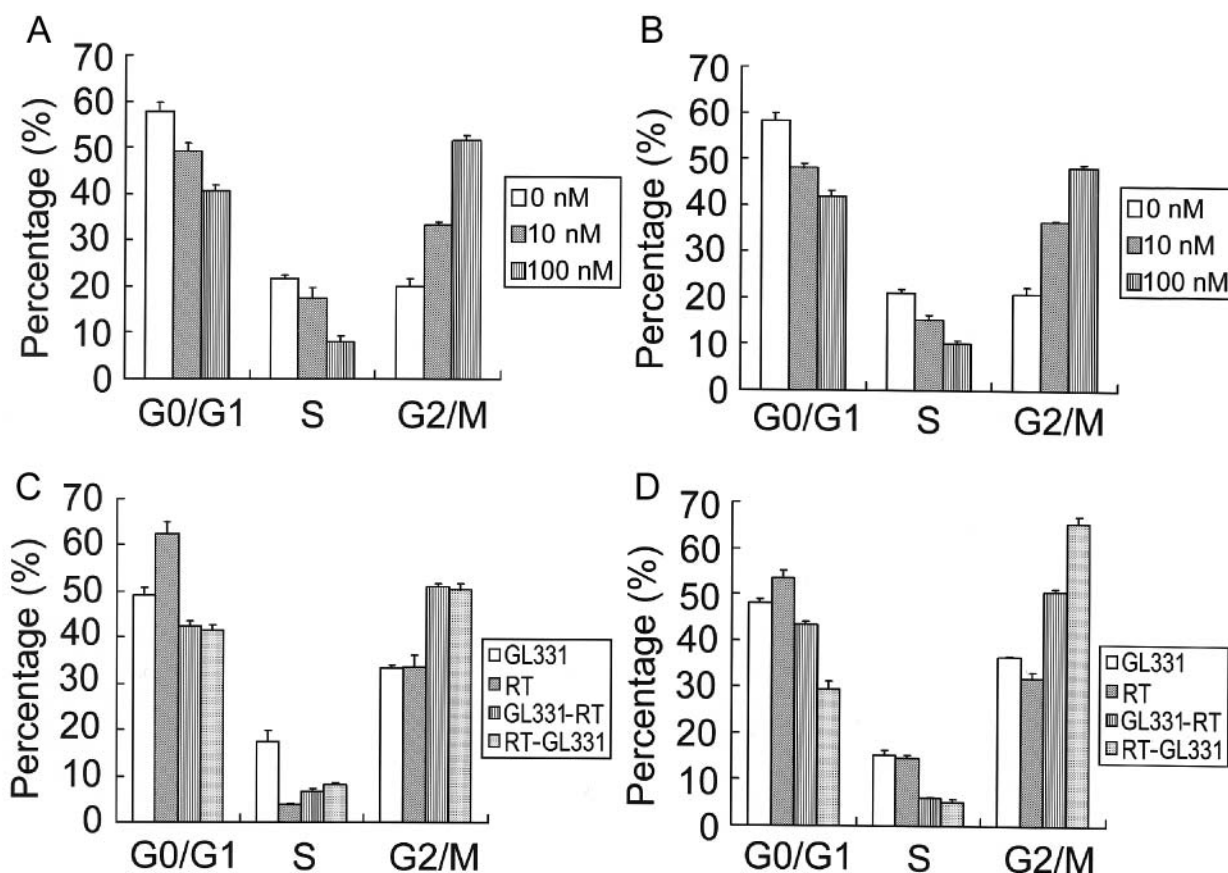 A
Percentage (%)
70
60
50
40
30
20
10
0
G0/G1 S G2/M
0 nM
10 nM
100 nM
B
Percentage (%)
70
60
50
40
30
20
10
0
G0/G1 S G2/M
0 nM
10 nM
100 nM
C
Percentage (%)
70
60
50
40
30
20
10
0
G0/G1 S G2/M
GL331
RT
GL331-RT
RT-GL331
D
Percentage (%)
70
60
50
40
30
20
10
0
G0/G1 S G2/M
GL331
RT
GL331-RT
RT-GL331